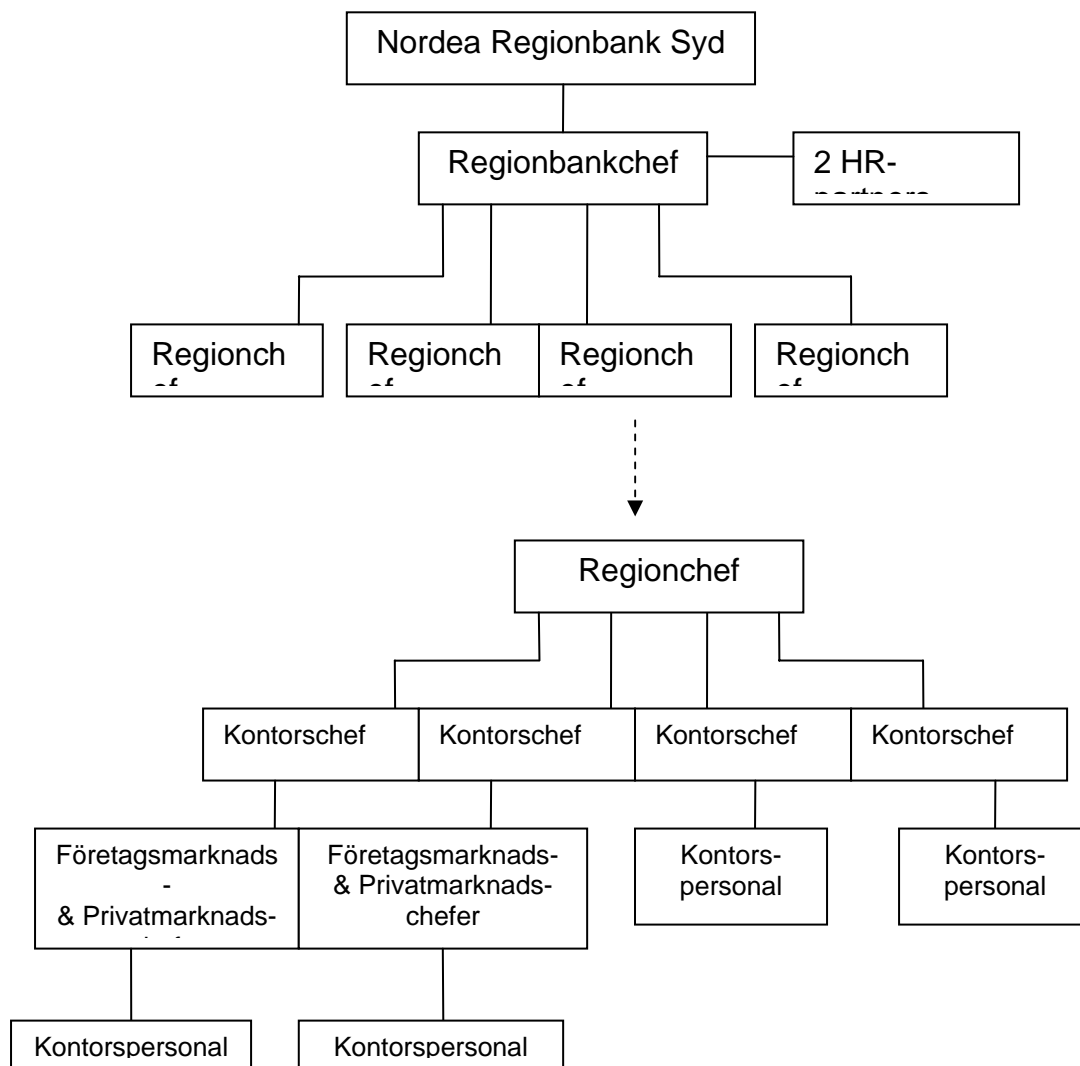 Nordea Regionbank Syd
Regionbankchef
2 HR-
Regionch
Regionch
Regionch
Regionch
Regionchef
Kontorschef
Kontorschef
Kontorschef
Kontorschef
Företagsmarknads
-
& Privatmarknads-
Företagsmarknads-
& Privatmarknads-
chefer
Kontors-
personal
Kontors-
personal
Kontorspersonal
Kontorspersonal